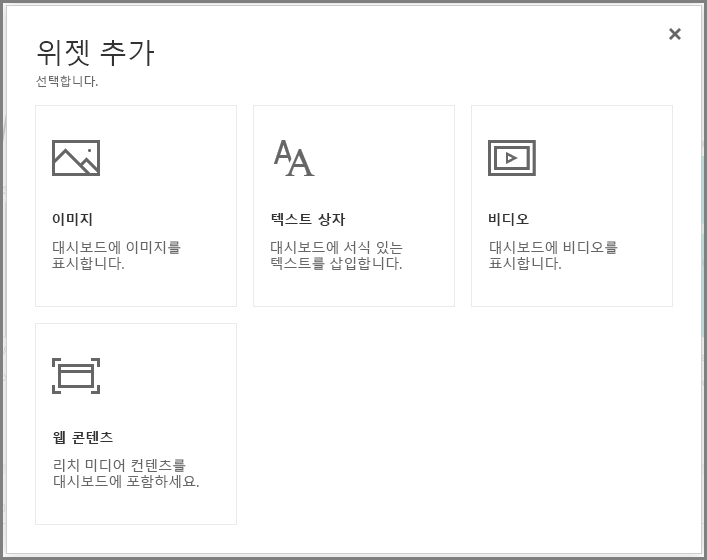 위젯 추가
선택합니다.
이미지
대시보드에 이미지를
표시합니다.
텍스트 상자
대시보드에 서식 있는
텍스트를 삽입합니다.
비디오
대시보드에 비디오를
표시합니다.
웹 콘텐츠
리치 미디어 컨텐츠를
대시보드에 포함하세요.